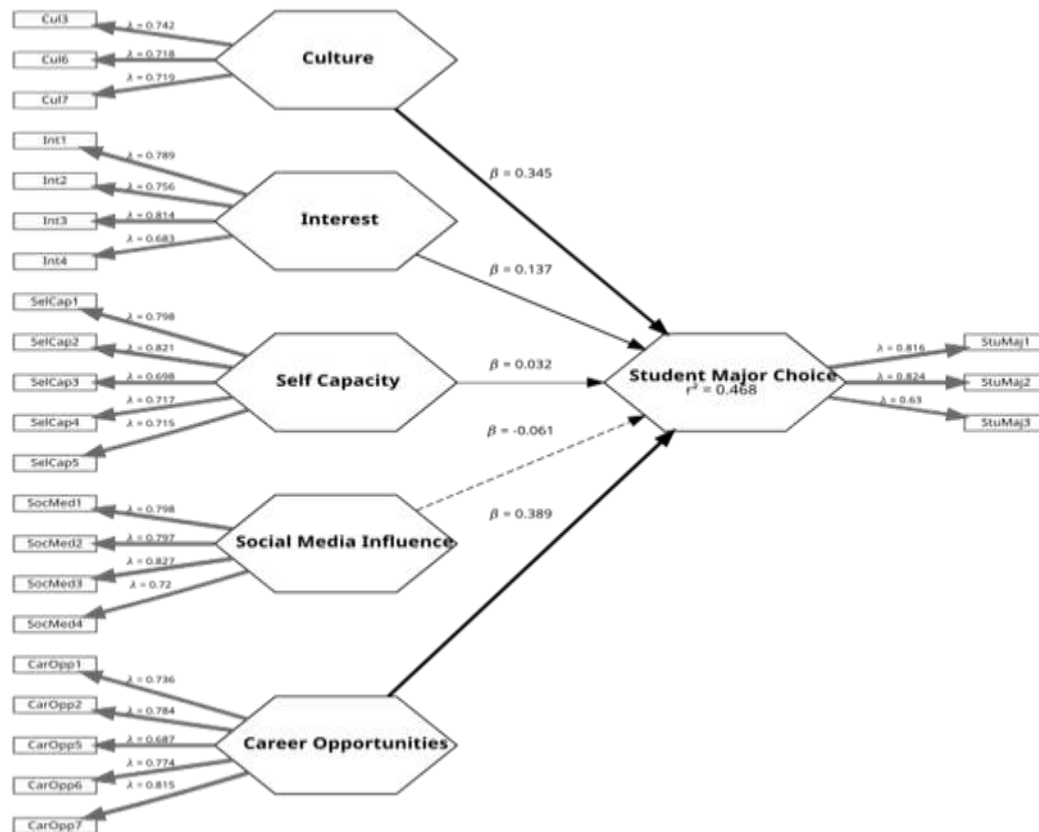 Cul3
λ = 0.742
Cul6
λ = 0.718
Cul7
λ = 0.719
Culture
Int1
λ = 0.789
Int2
λ = 0.756
Int3
λ = 0.814
Int4
λ = 0.683
Interest
SelCap1
λ = 0.798
SelCap2
λ = 0.821
SelCap3
λ = 0.698
SelCap4
λ = 0.717
SelCap5
λ = 0.715
Self Capacity
SocMed1
λ = 0.798
SocMed2
λ = 0.797
SocMed3
λ = 0.827
SocMed4
λ = 0.72
Social Media Influence
CarOpp1
λ = 0.736
CarOpp2
λ = 0.784
CarOpp5
λ = 0.687
CarOpp6
λ = 0.774
CarOpp7
λ = 0.815
Career Opportunities
β = 0.345
β = 0.137
β = 0.032
β = -0.061
β = 0.389
Student Major Choice
r² = 0.468
λ = 0.816
StuMaj1
λ = 0.824
StuMaj2
λ = 0.63
StuMaj3